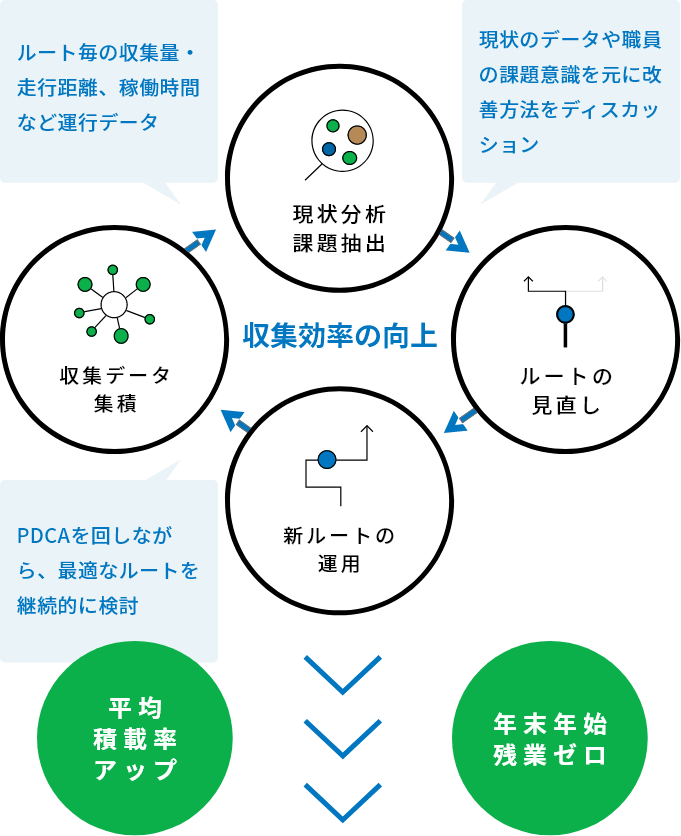 ルート毎の収集量・
走行距離、稼働時間
など運行データ
現状のデータや職員
の課題意識を元に改
善方法をディスカッ
ション
現状分析
課題抽出
収集データ
集積
収集効率の向上
ルートの
見直し
新ルートの
運用
PDCAを回しなが
ら、最適なルートを
継続的に検討
平均
積載率
アップ
年末年始
残業ゼロ